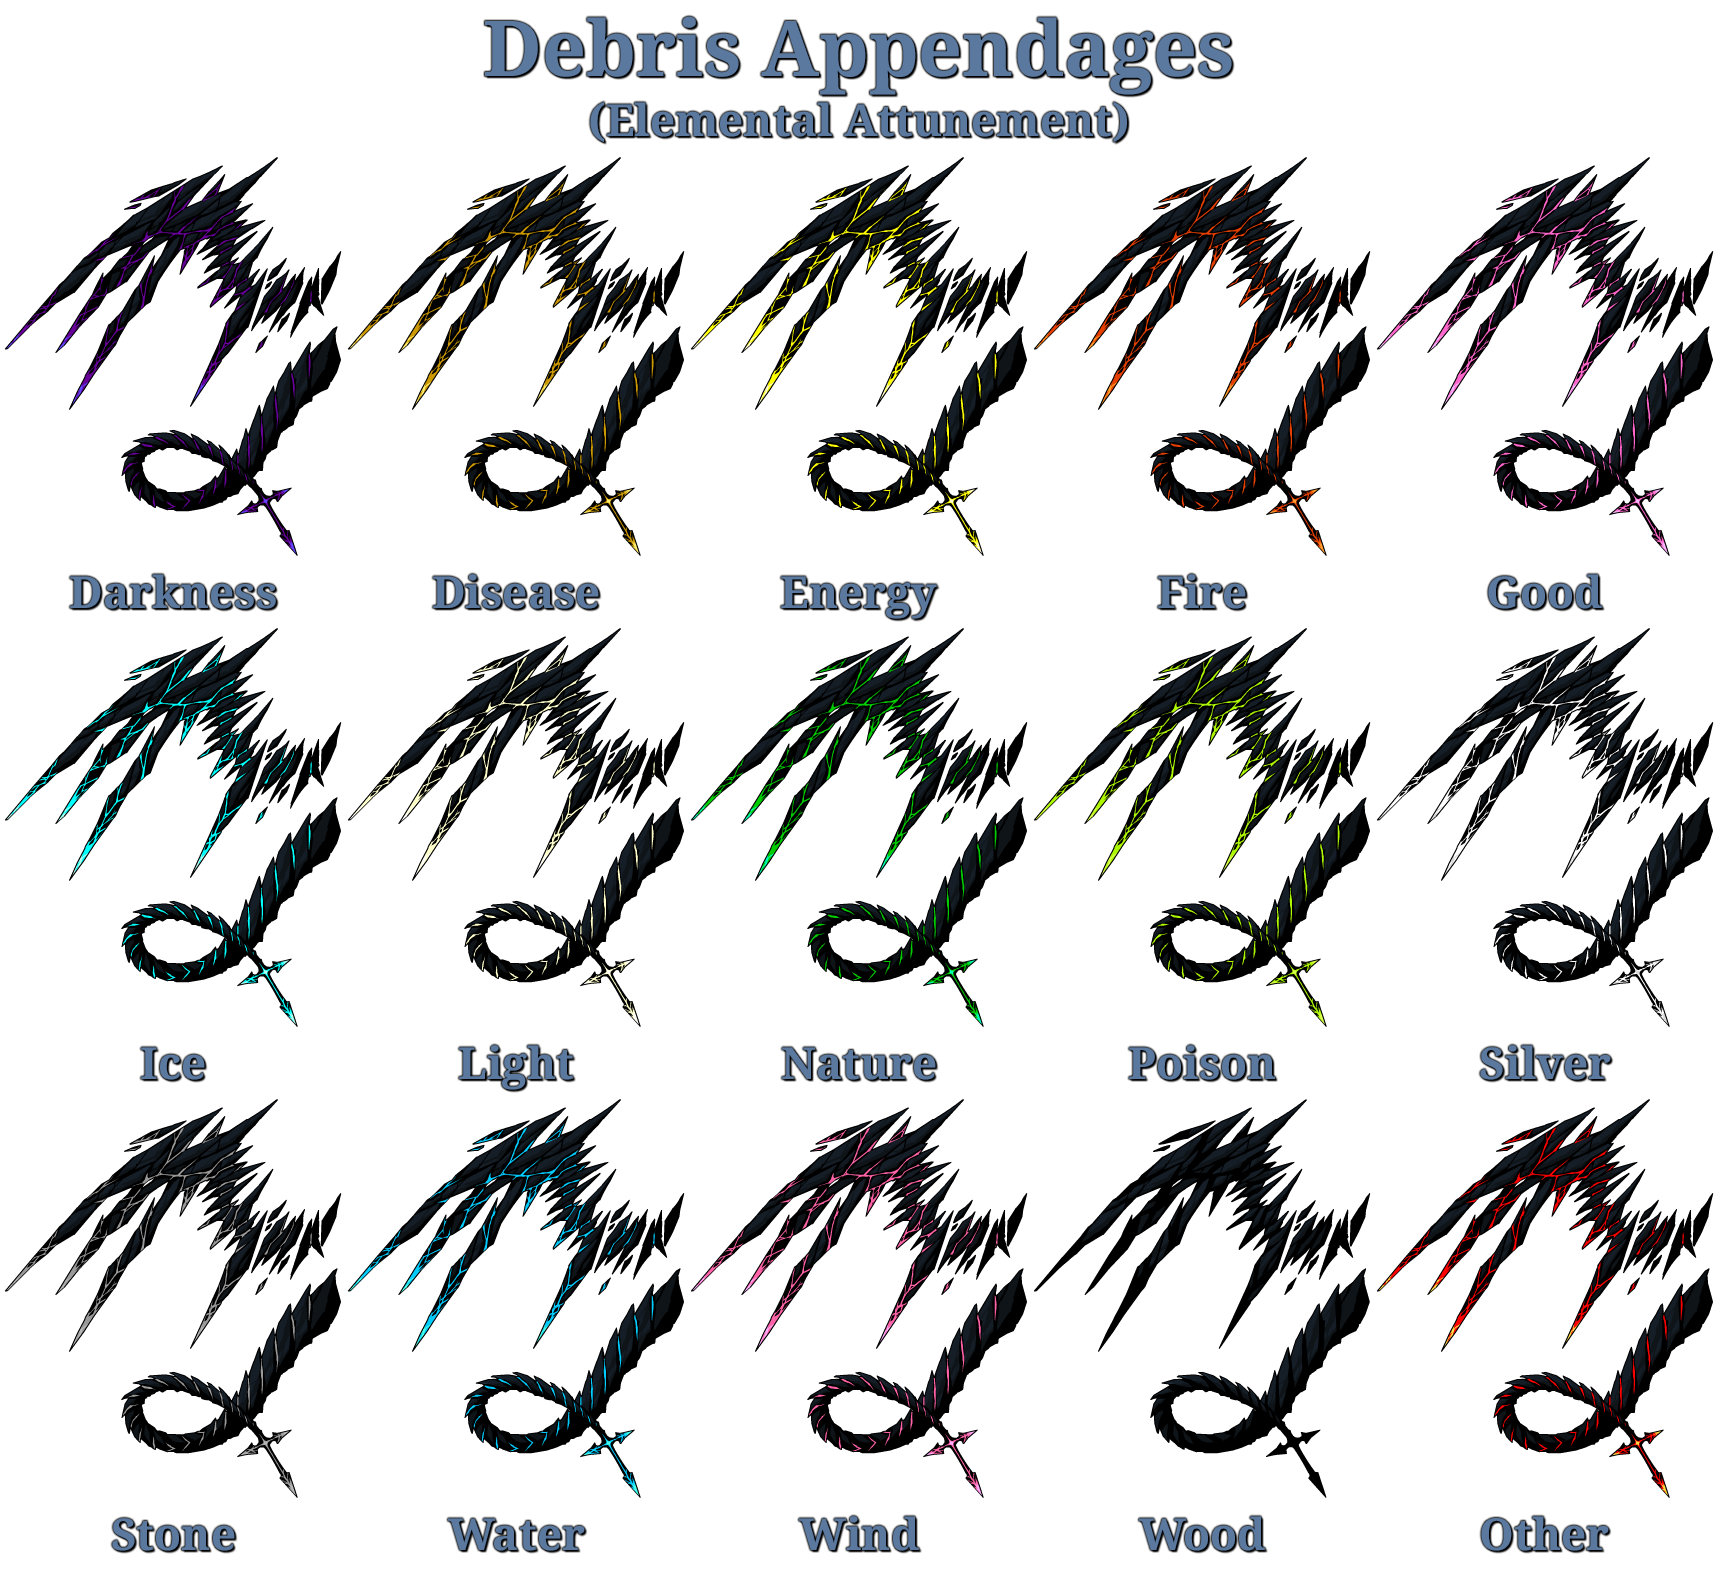 Debris Appendages
(Elemental Attunement)
Darkness Disease Energy Fire Good
Ice Light Nature Poison Silver
Stone Water Wind Wood Other